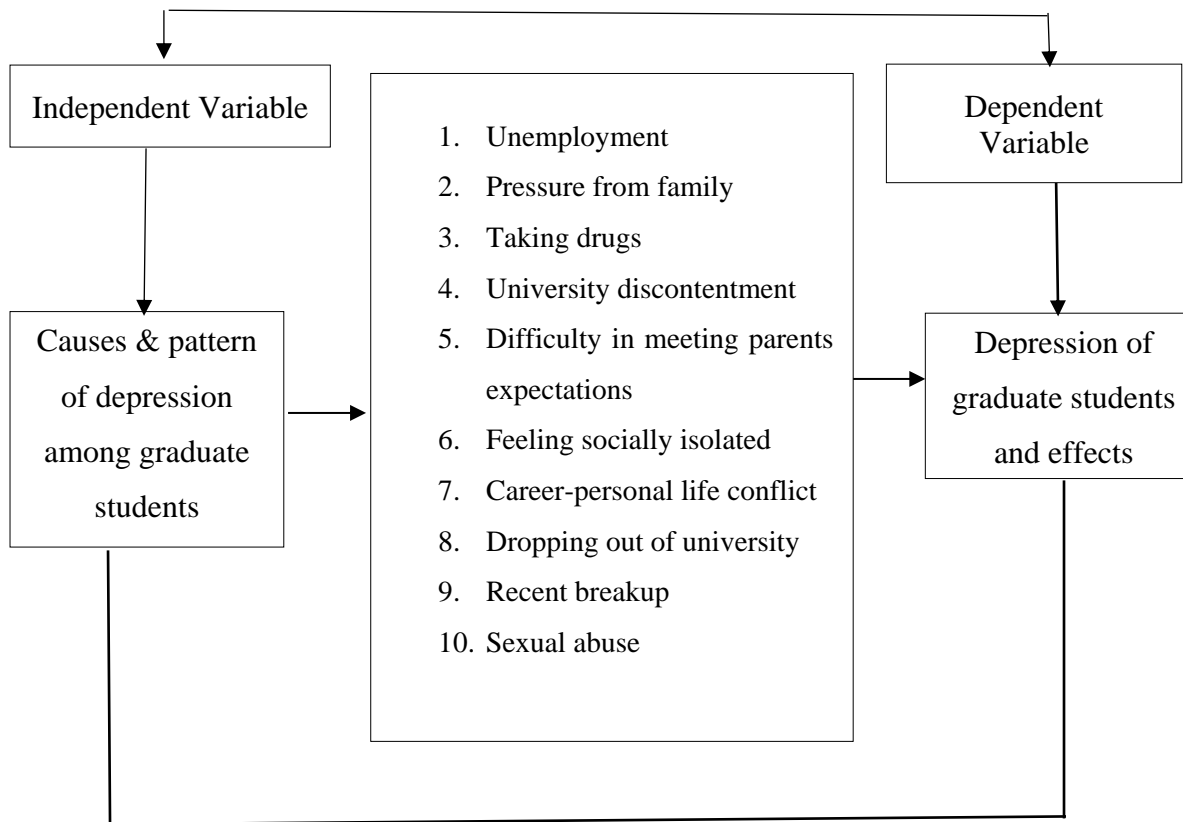 Independent Variable
Dependent
Variable
1. Unemployment
2. Pressure from family
3. Taking drugs
4. University discontentment
5. Difficulty in meeting parents
expectations
6. Feeling socially isolated
7. Career-personal life conflict
8. Dropping out of university
9. Recent breakup
10. Sexual abuse
Causes & pattern
of depression
among graduate
students
Depression of
graduate students
and effects